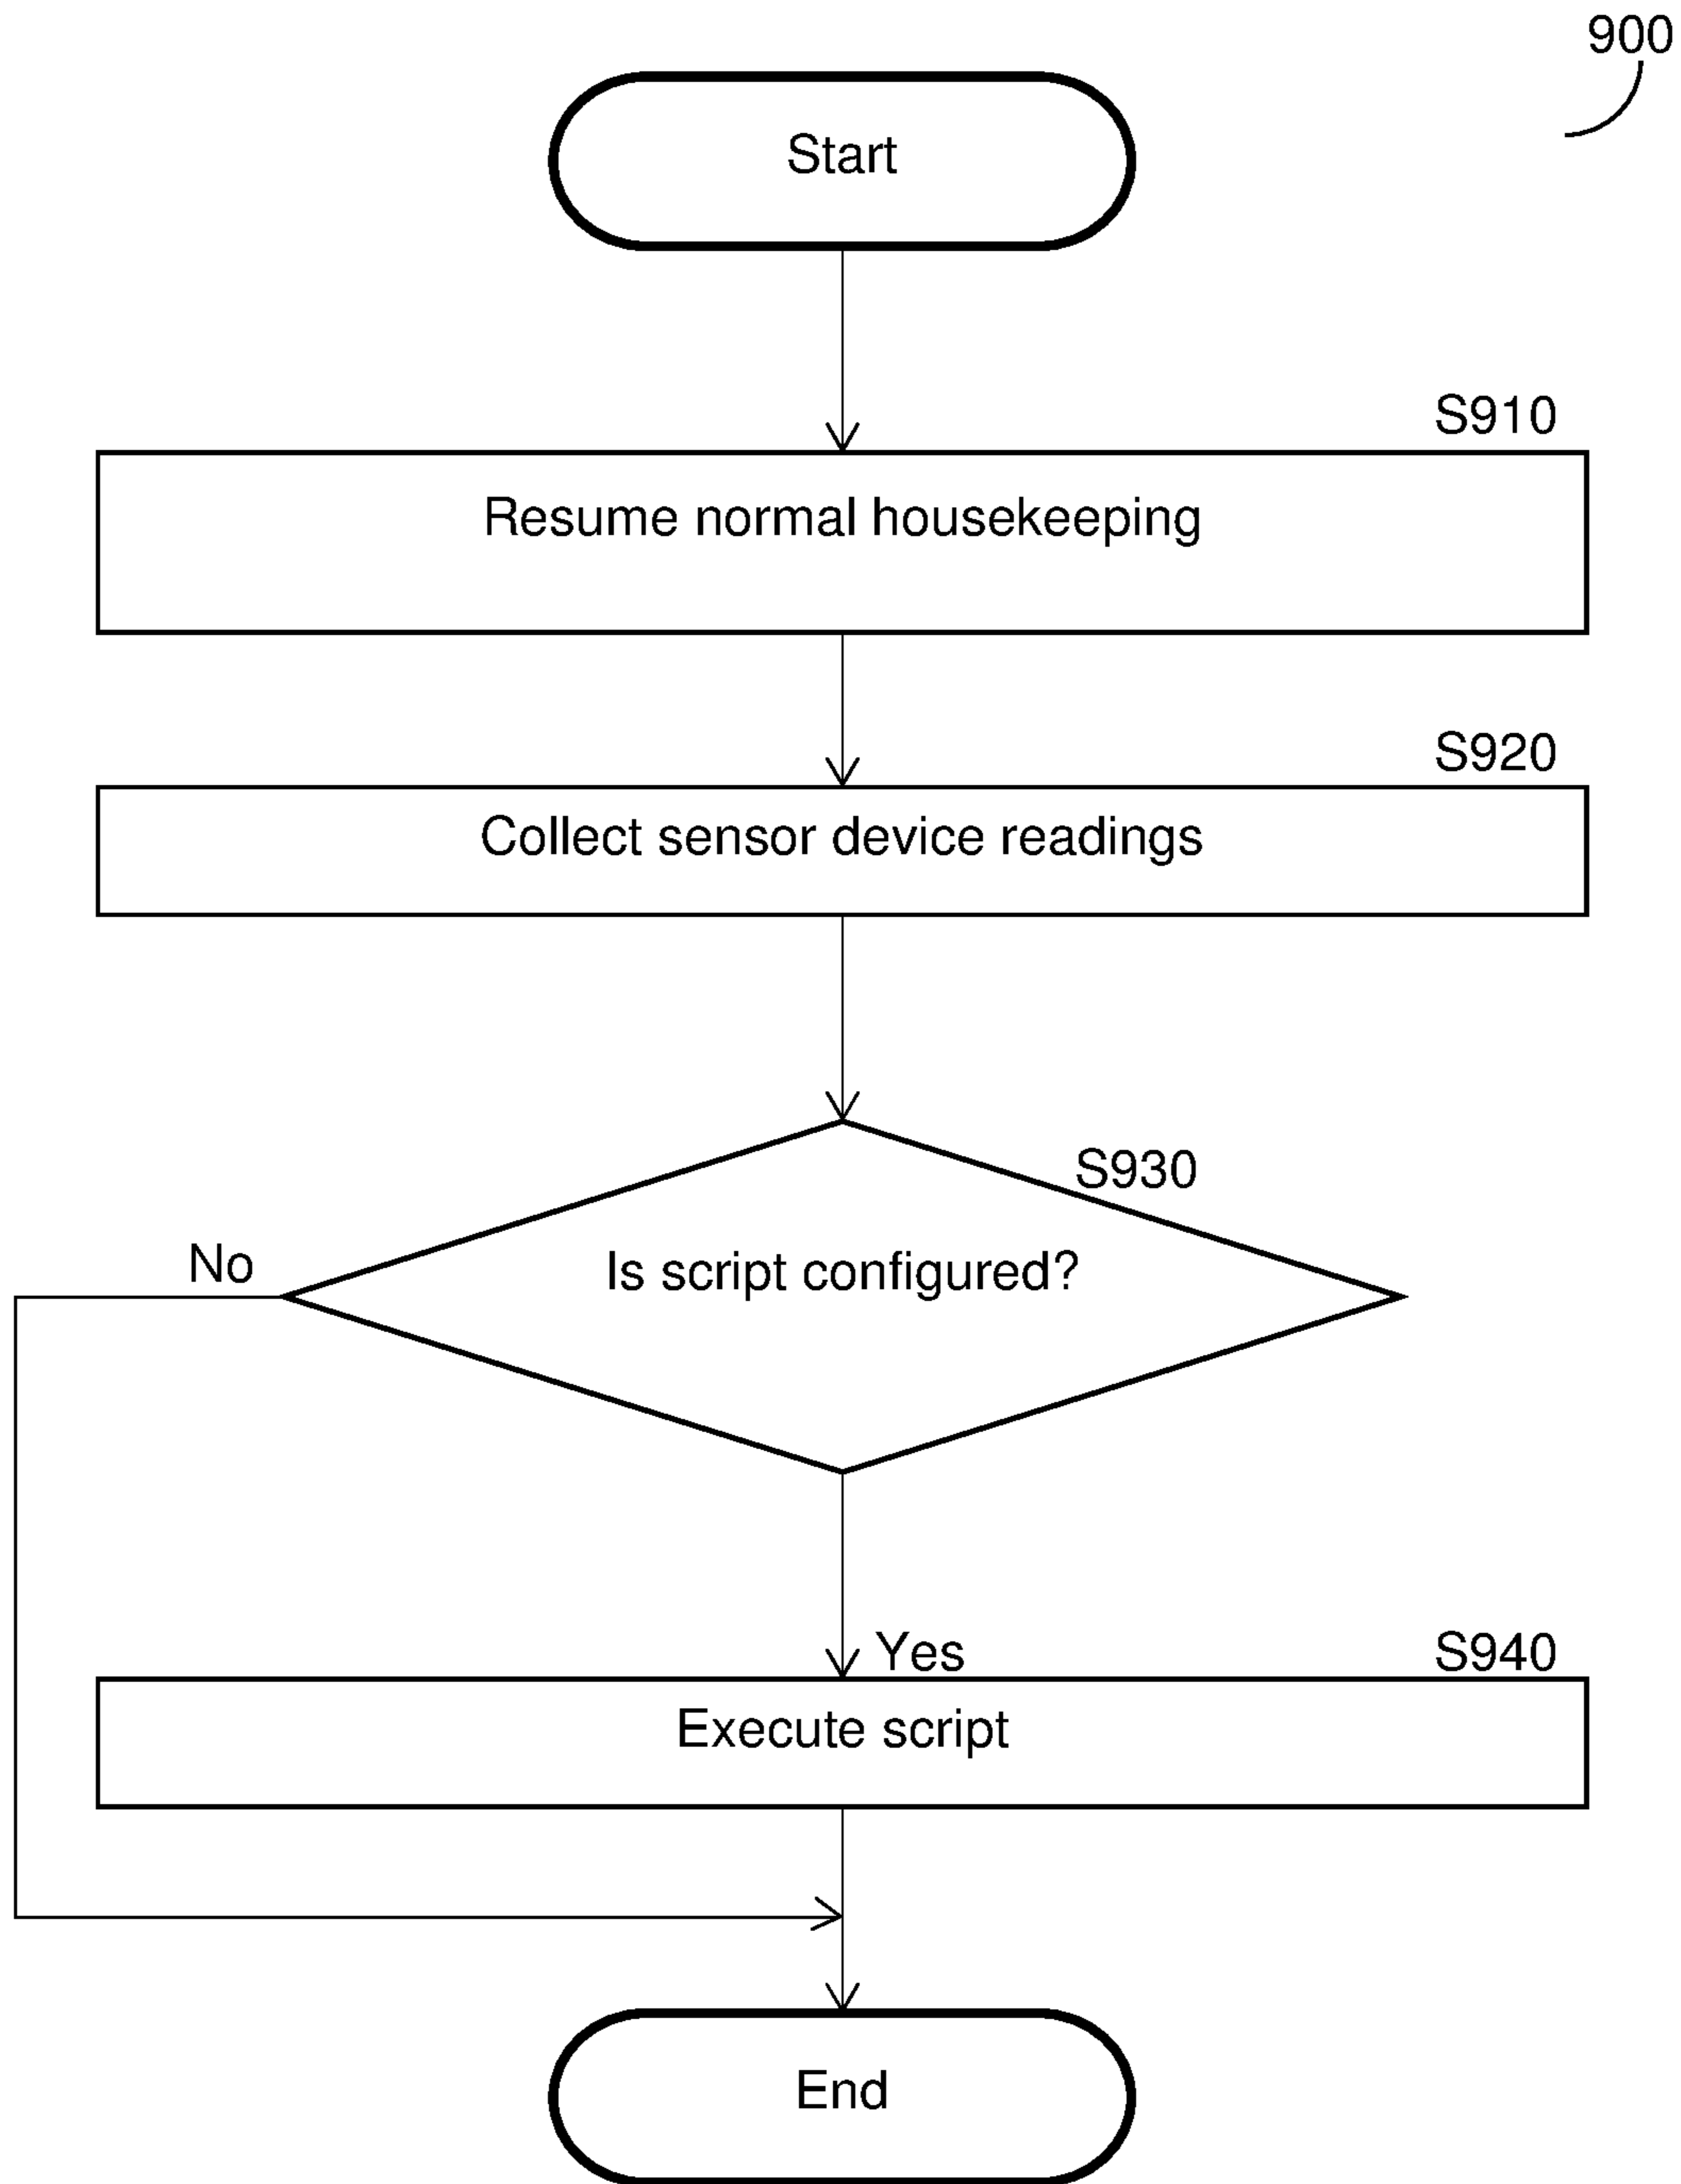 900
Start
S910
Resume normal housekeeping
S920
Collect sensor device readings
S930
Is script configured?
No
Yes
S940
Execute script
End